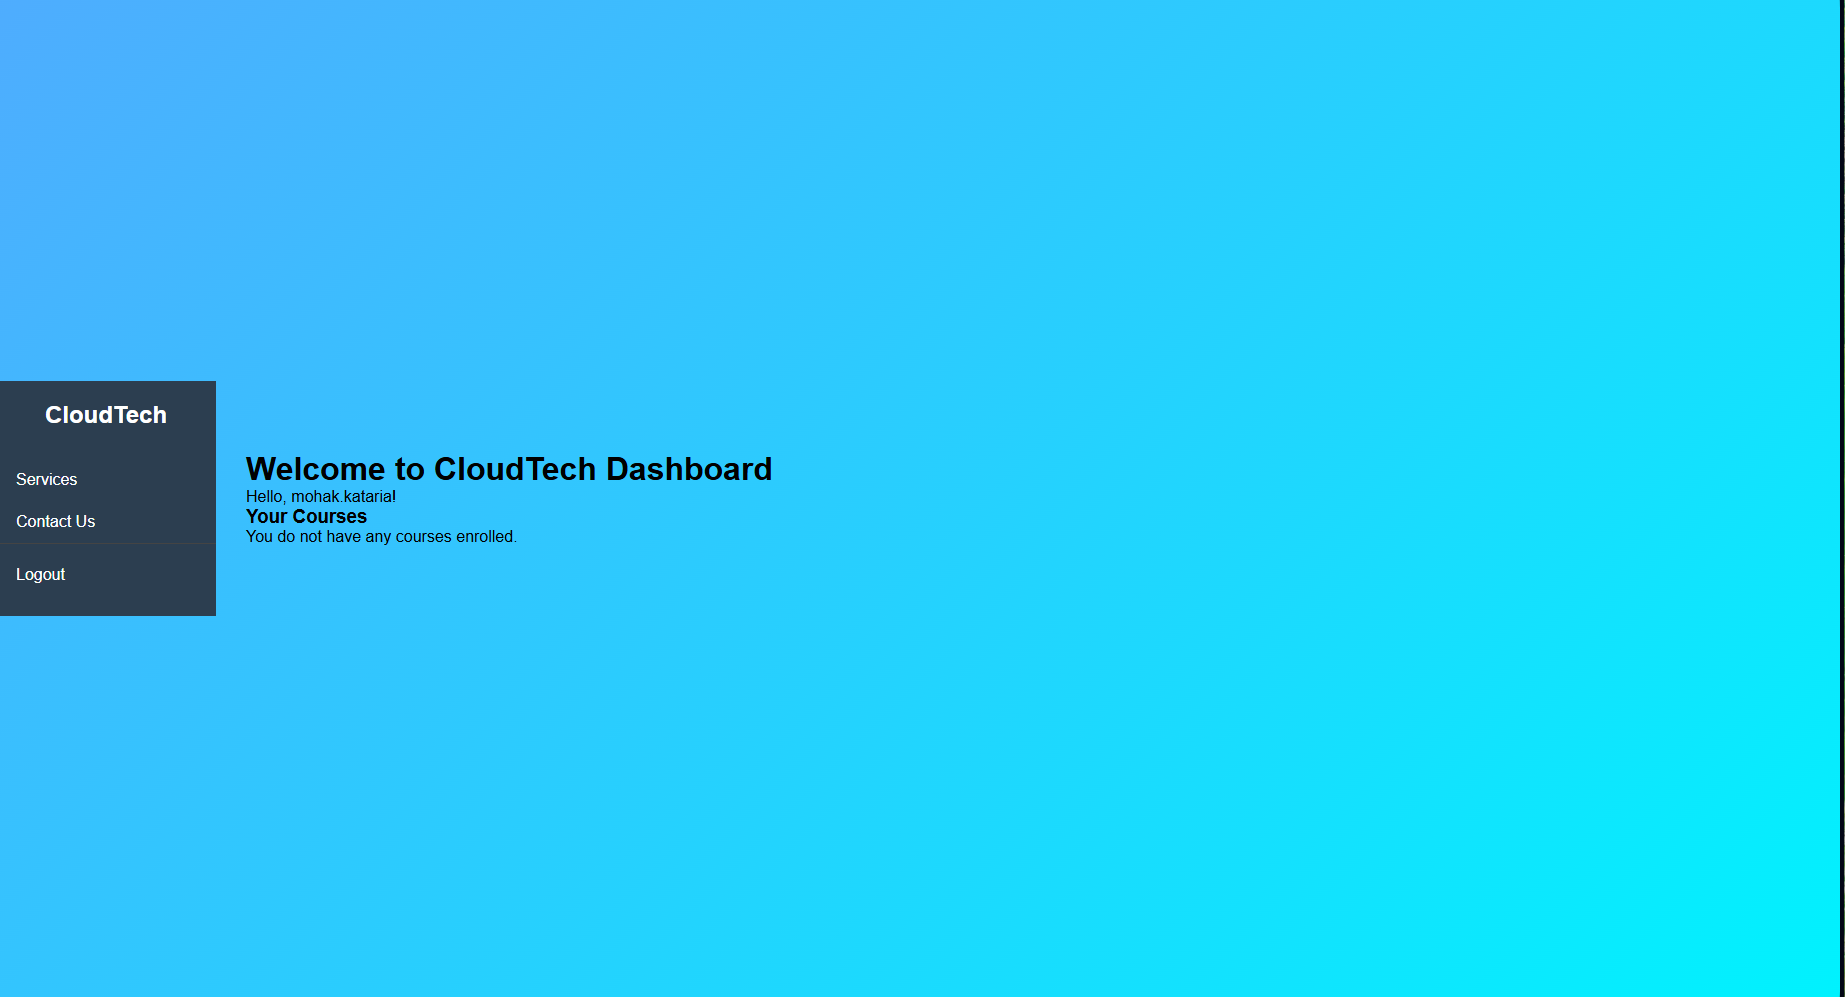 CloudTech
Services
Contact Us
Logout
Welcome to CloudTech Dashboard
Hello, mohak.kataria!
Your Courses
You do not have any courses enrolled.